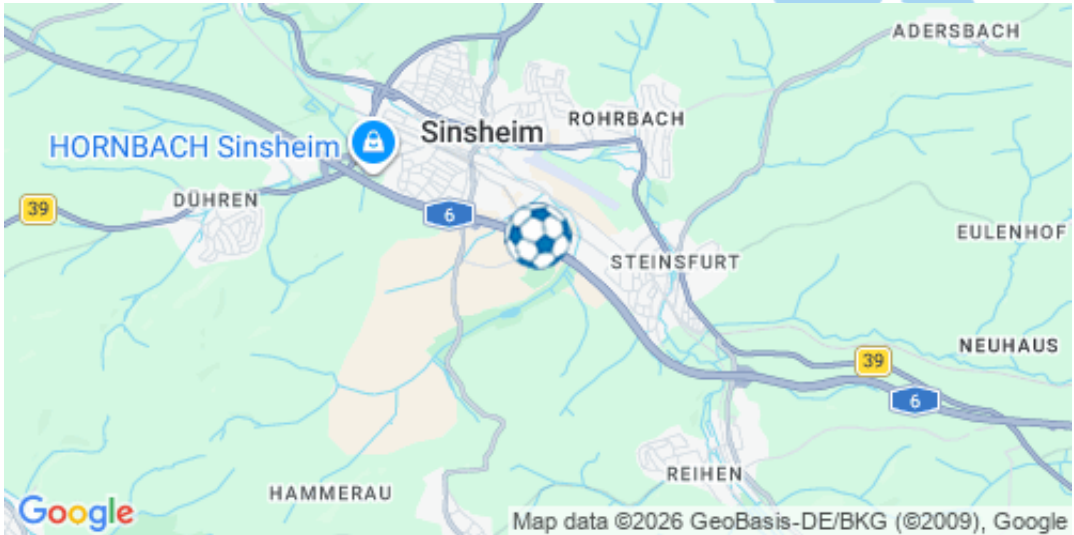 ADERSBACH
ROHRBACH
Sinsheim
HORNBACH Sinsheim
DÜHREN
39
6
EULENHOF
STEINSFURT
NEUHAUS
39
6
REIHEN
HAMMERAU
Google
Map data ©2026 GeoBasis-DE/BKG (©2009), Google